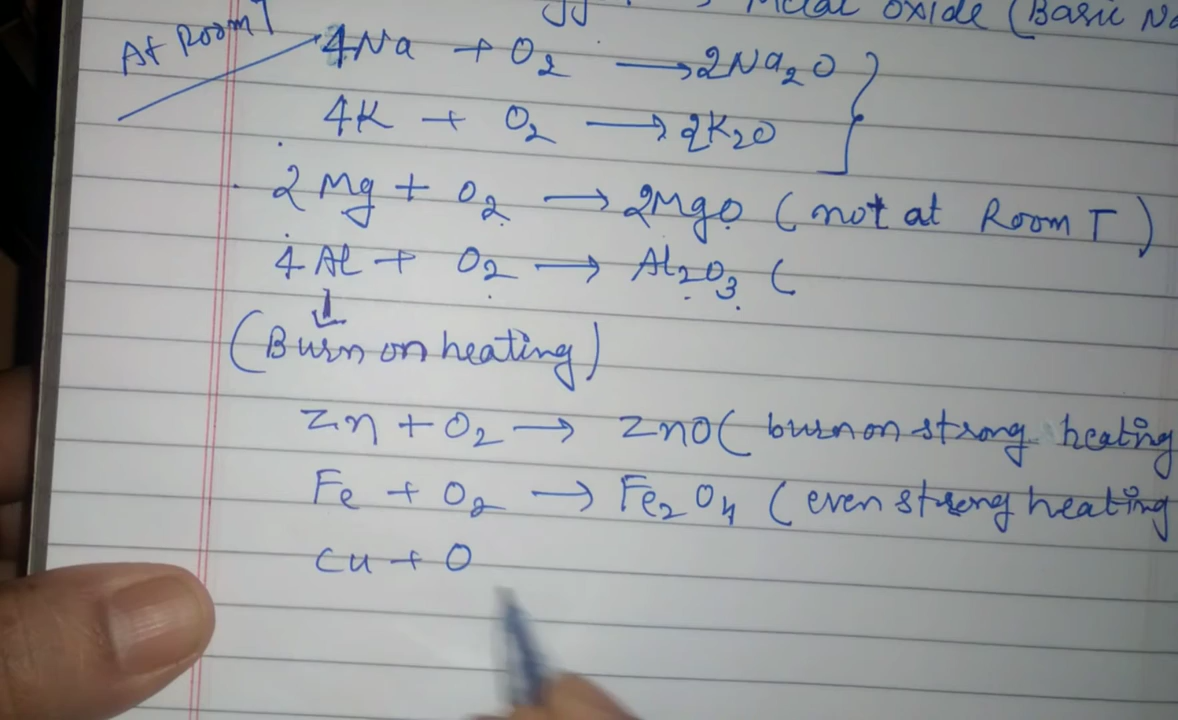 Metal oxide (Basic
At Room T
4Na + O2 → 2Na2O
4K + O2 → 2K2O
2Mg + O2 → 2MgO (not at Room T)
4Al + O2 → Al2O3 (
(Burn on heating)
Zn + O2 → ZnO( burn on strong heating
Fe + O2 → Fe2O4 (even strong heating
Cu + O